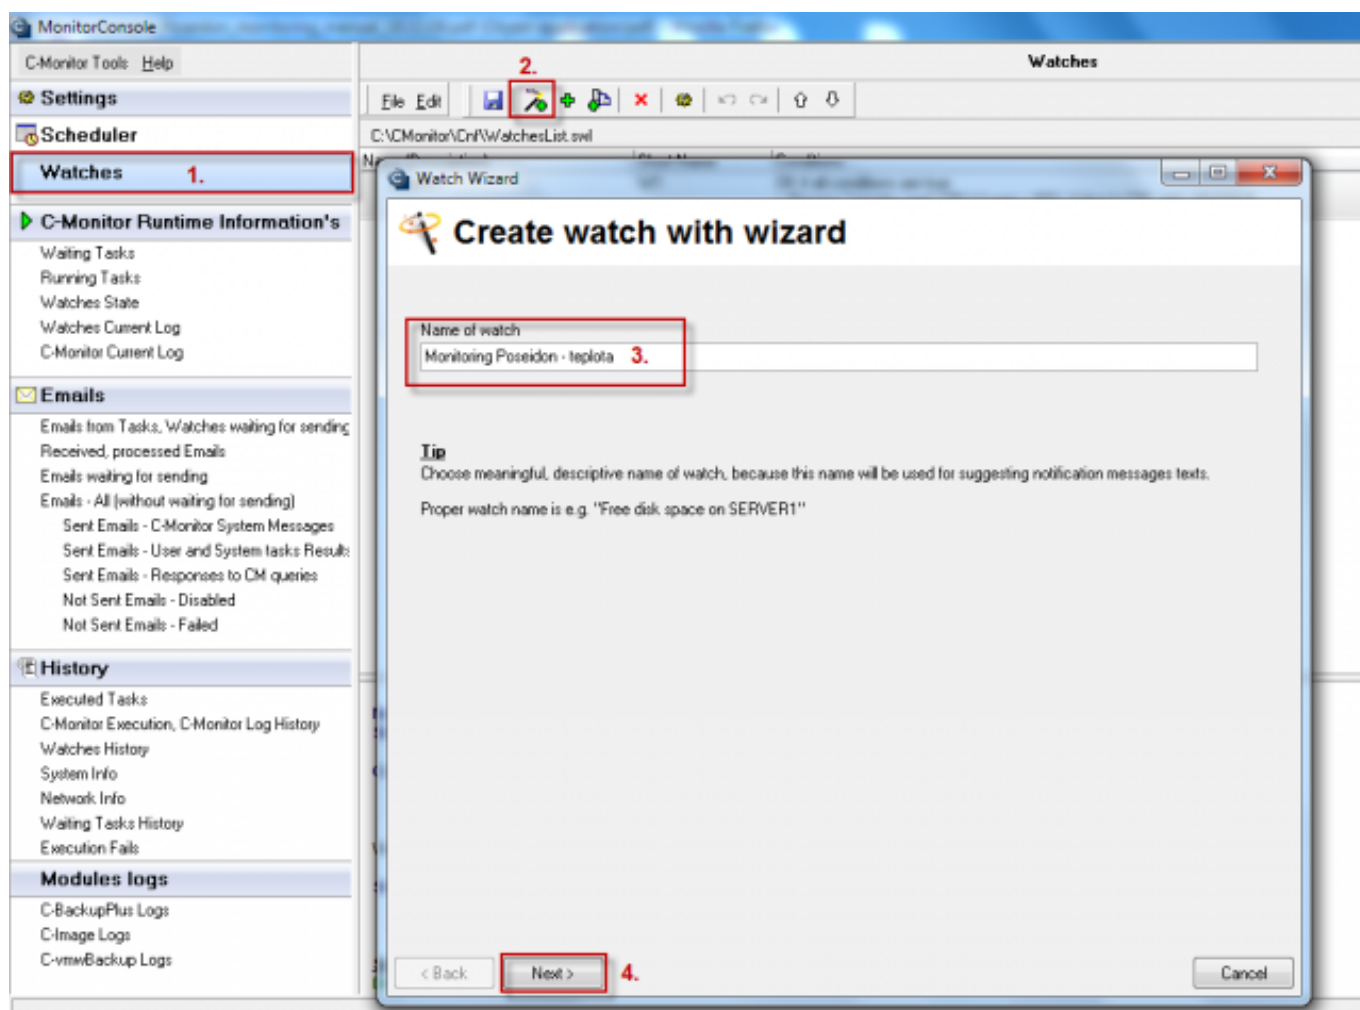 MonitorConsole
C-Monitor Tools Help
Settings
Scheduler
Watches 1.
C-Monitor Runtime Information's
Waiting Tasks
Running Tasks
Watches State
Watches Current Log
C-Monitor Current Log
Emails
Emails from Tasks, Watches waiting for sending
Received, processed Emails
Emails waiting for sending
Emails - All (without waiting for sending)
Sent Emails - C-Monitor System Messages
Sent Emails - User and System tasks Results
Sent Emails - Responses to CM queries
Not Sent Emails - Disabled
Not Sent Emails - Failed
History
Executed Tasks
C-Monitor Execution, C-Monitor Log History
Watches History
System Info
Network Info
Waiting Tasks History
Execution Fails
Modules logs
C-BackupPlus Logs
C-Image Logs
C-vmwBackup Logs
Watches
2.
File Edit
C:\CMonitor\Cnf\WatchesList.swl
Watch Wizard
Create watch with wizard
Name of watch
Monitoring Poseidon - teplota 3.
Tip
Choose meaningful, descriptive name of watch, because this name will be used for suggesting notification messages texts.
Proper watch name is e.g. "Free disk space on SERVER1"
< Back Next > 4. Cancel